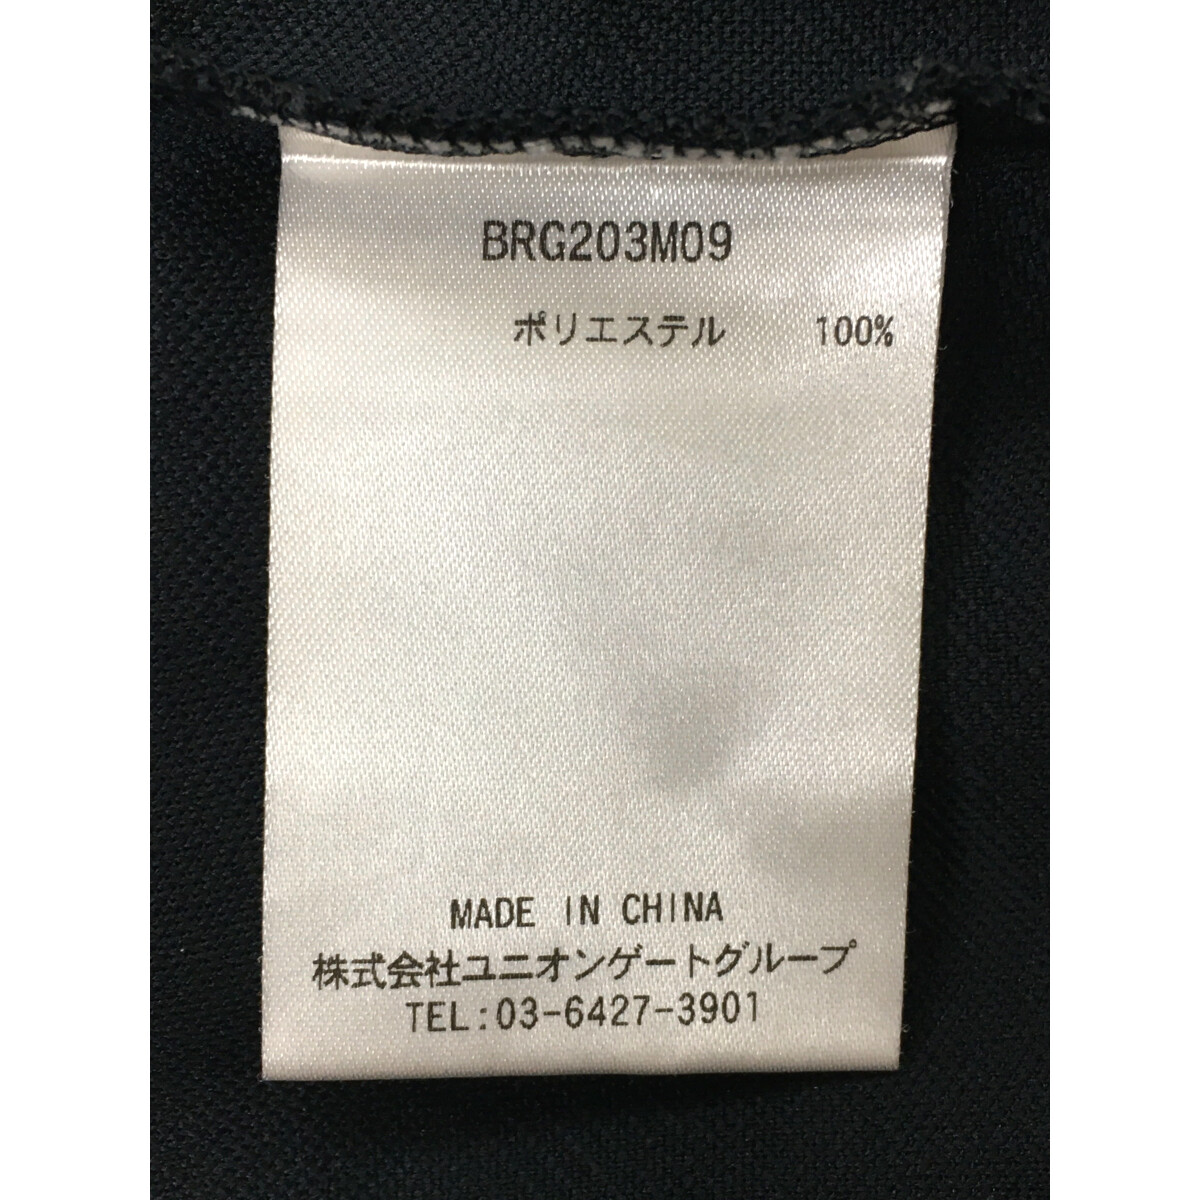 BRG203M09
ポリエステル 100%
MADE IN CHINA
株式会社ユニオンゲートグループ
TEL:03-6427-3901